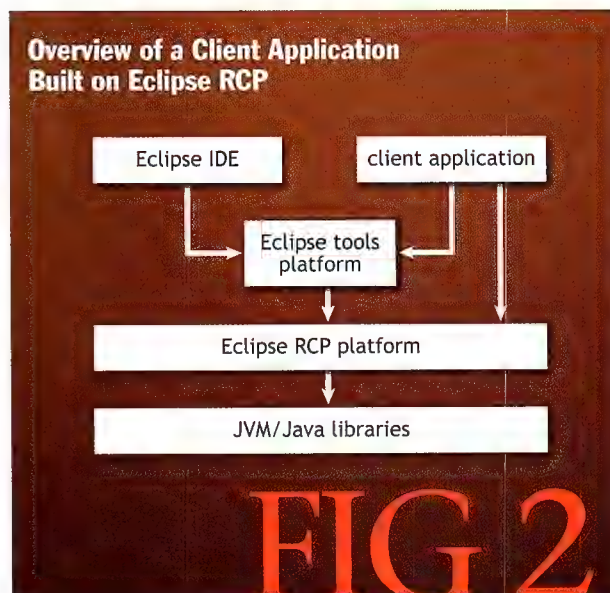 Overview of a Client Application
Built on Eclipse RCP
Eclipse IDE
client application
Eclipse tools
platform
Eclipse RCP platform
JVM/Java libraries
FIG 2